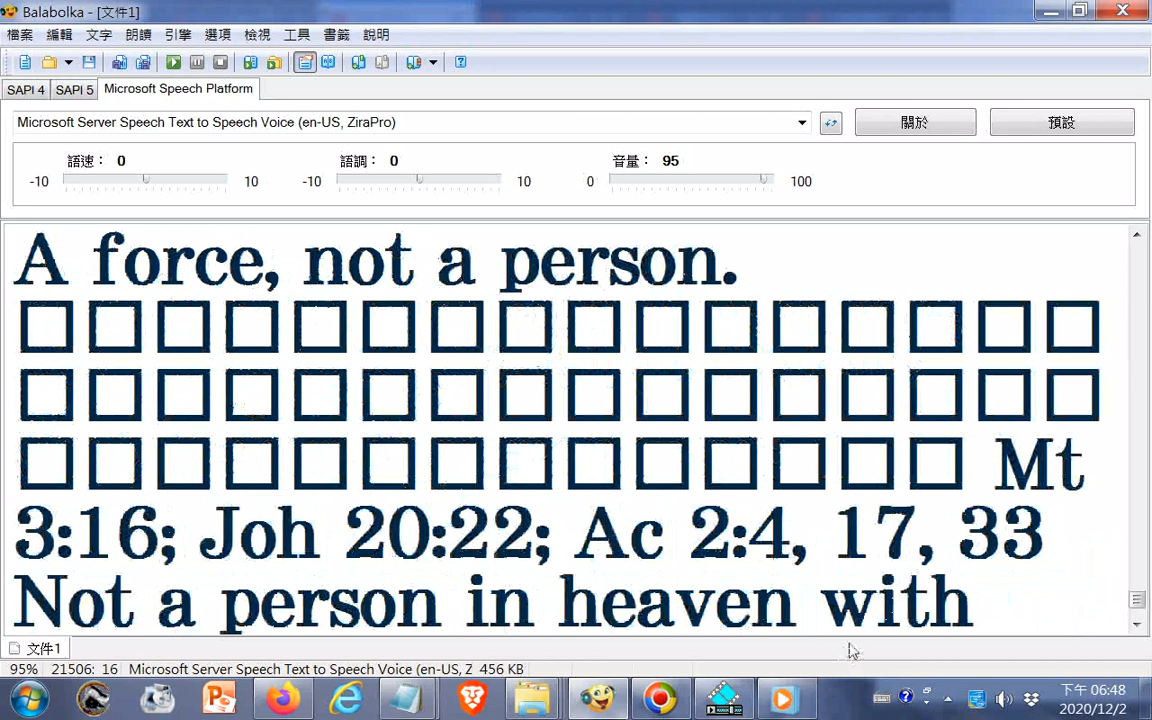 Balabolka - [文件1]
檔案 編輯 文字 朗讀 引擎 選項 檢視 工具 書籤 說明
SAPI 4 SAPI 5 Microsoft Speech Platform
Microsoft Server Speech Text to Speech Voice (en-US, ZiraPro) 關於 預設
語速： 0 語調： 0 音量： 95
-10 10 -10 10 0 100
A force, not a person.
□□□□□□□□□□□□□□□□
□□□□□□□□□□□□□□□□
□□□□□□□□□□□□□□ Mt
3:16; Joh 20:22; Ac 2:4, 17, 33
Not a person in heaven with
文件1
95% 21506: 16 Microsoft Server Speech Text to Speech Voice (en-US, Z 456 KB
下午 06:48
2020/12/2